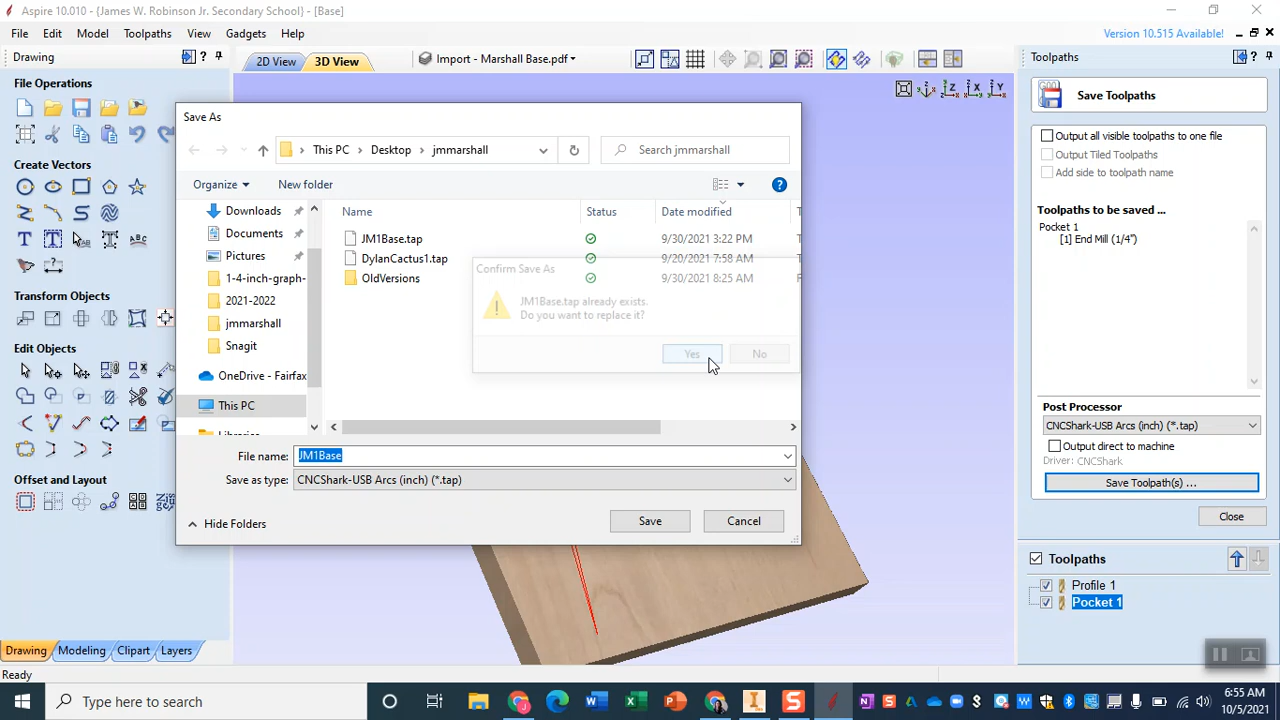 Aspire 10.010 - {James W. Robinson Jr. Secondary School} - [Base]
File Edit Model Toolpaths View Gadgets Help
Version 10.515 Available!
Drawing
2D View
3D View
Import - Marshall Base.pdf
Toolpaths
File Operations
Create Vectors
Transform Objects
Edit Objects
Offset and Layout
Drawing Modeling Clipart Layers
Ready
Save As
This PC > Desktop > jmmarshall
Search jmmarshall
Organize New folder
Downloads
Documents
Pictures
1-4-inch-graph-
2021-2022
jmmarshall
Snagit
OneDrive - Fairfax
This PC
Name Status Date modified
JM1Base.tap 9/30/2021 3:22 PM
DylanCactus1.tap 9/20/2021 7:58 AM
OldVersions 9/30/2021 8:25 AM
Confirm Save As
JM1Base.tap already exists.
Do you want to replace it?
Yes No
File name: JM1Base
Save as type: CNCShark-USB Arcs (inch) (*.tap)
Hide Folders
Save Cancel
Save Toolpaths
Output all visible toolpaths to one file
Output Tiled Toolpaths
Add side to toolpath name
Toolpaths to be saved ...
Pocket 1
[1] End Mill (1/4")
Post Processor
CNCShark-USB Arcs (inch) (*.tap)
Output direct to machine
Driver: CNCShark
Save Toolpath(s) ...
Close
Toolpaths
Profile 1
Pocket 1
Type here to search
6:55 AM
10/5/2021